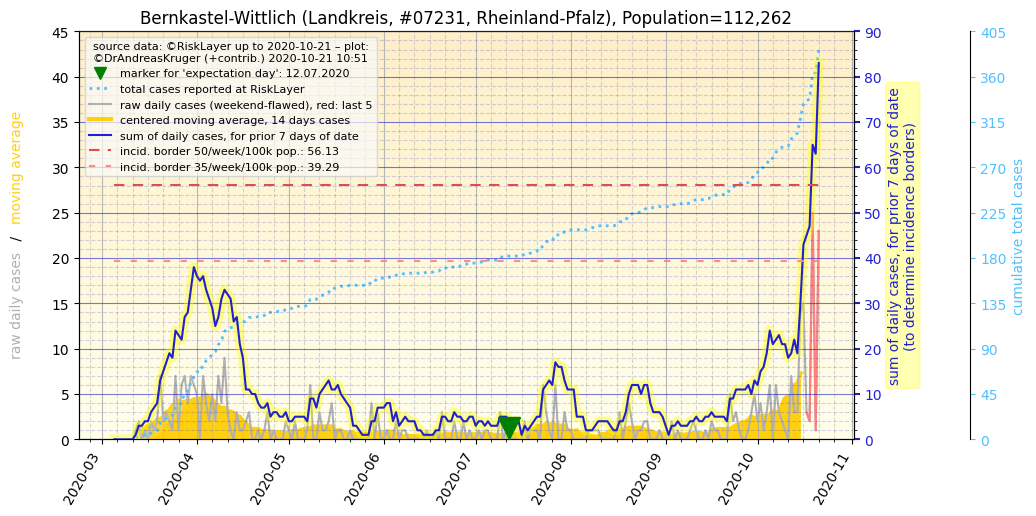 Bernkastel-Wittlich (Landkreis, #07231, Rheinland-Pfalz), Population=112,262
source data: ©RiskLayer up to 2020-10-21 – plot:
©DrAndreasKruger (+contrib.) 2020-10-21 10:51
marker for 'expectation day': 12.07.2020
total cases reported at RiskLayer
raw daily cases (weekend-flawed), red: last 5
centered moving average, 14 days cases
sum of daily cases, for prior 7 days of date
incid. border 50/week/100k pop.: 56.13
incid. border 35/week/100k pop.: 39.29
raw daily cases / moving average
45
40
35
30
25
20
15
10
5
0
2020-03
2020-04
2020-05
2020-06
2020-07
2020-08
2020-09
2020-10
2020-11
90
80
70
60
50
40
30
20
10
0
sum of daily cases, for prior 7 days of date
(to determine incidence borders)
405
360
315
270
225
180
135
90
45
0
cumulative total cases